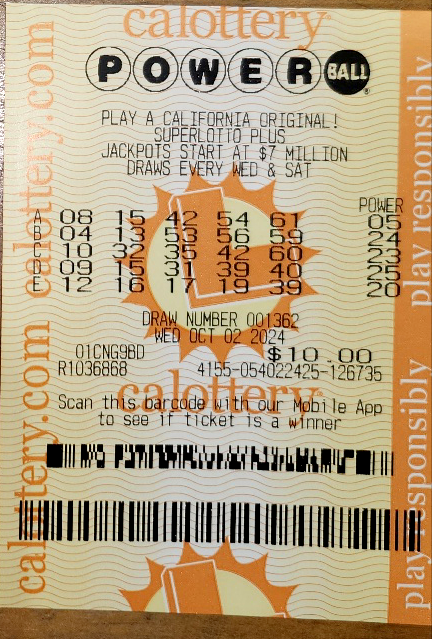 calottery
POWER BALL
PLAY A CALIFORNIA ORIGINAL!
SUPERLOTTO PLUS
JACKPOTS START AT $7 MILLION
DRAWS EVERY WED & SAT
POWER
A 08 15 42 54 61 05
B 04 13 53 56 59 24
C 10 32 35 42 60 23
D 09 15 31 39 40 25
E 12 16 17 19 39 20
DRAW NUMBER 001362
WED OCT 02 2024
01CNG9BD $10.00
R1036868 4155-054022425-126735
calottery
Scan this barcode with our Mobile App
to see if ticket is a winner
calottery.com calottery.com
play responsibly play responsibly